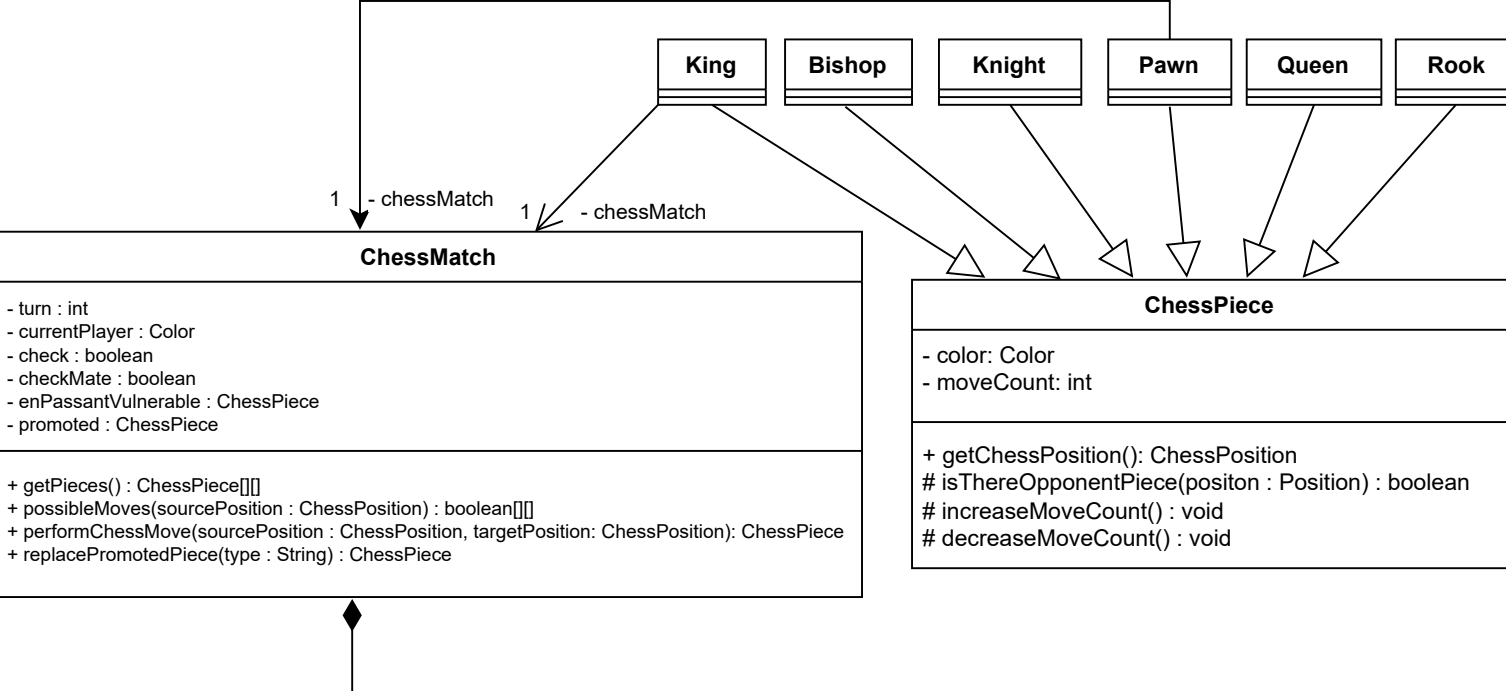 King
Bishop
Knight
Pawn
Queen
Rook
1
- chessMatch
1
- chessMatch
ChessMatch
- turn : int
- currentPlayer : Color
- check : boolean
- checkMate : boolean
- enPassantVulnerable : ChessPiece
- promoted : ChessPiece
+ getPieces() : ChessPiece[][]
+ possibleMoves(sourcePosition : ChessPosition) : boolean[][]
+ performChessMove(sourcePosition : ChessPosition, targetPosition: ChessPosition): ChessPiece
+ replacePromotedPiece(type : String) : ChessPiece
ChessPiece
- color: Color
- moveCount: int
+ getChessPosition(): ChessPosition
# isThereOpponentPiece(positon : Position) : boolean
# increaseMoveCount() : void
# decreaseMoveCount() : void